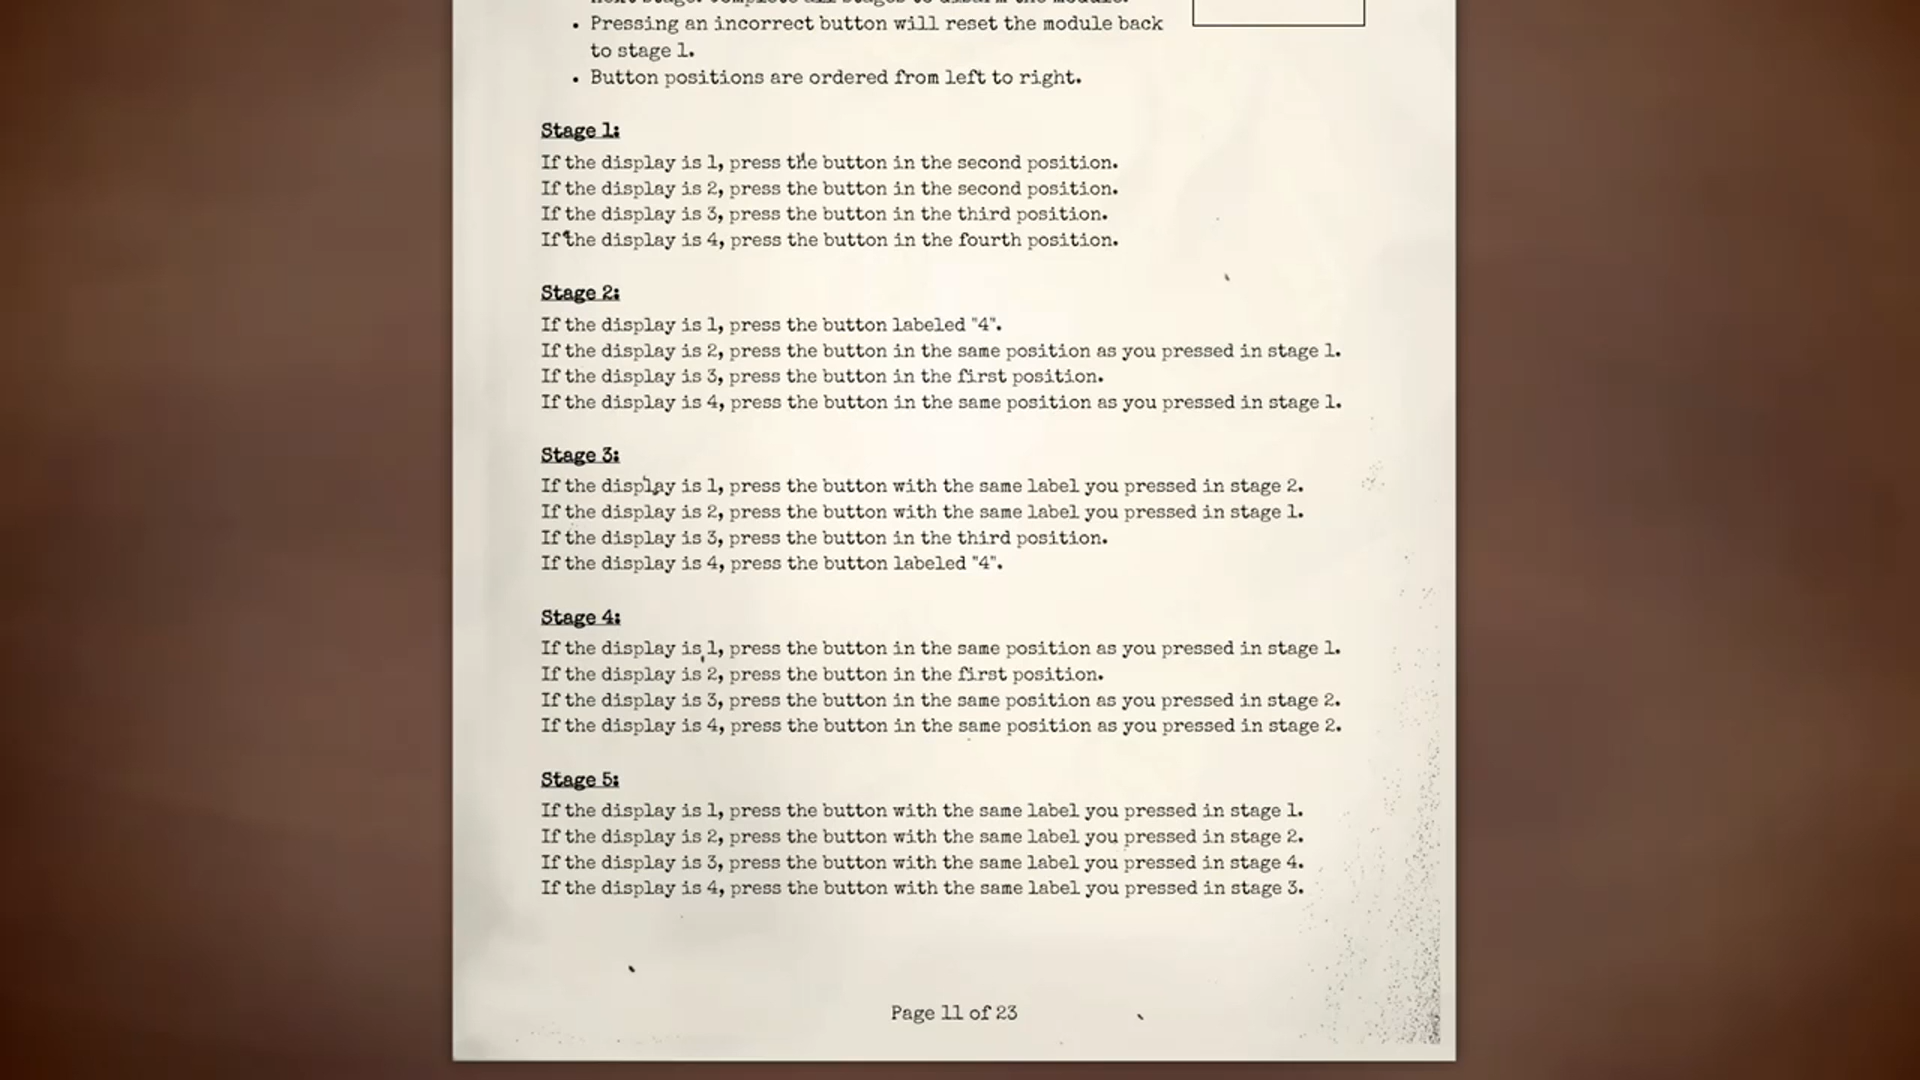 next stage. Complete all stages to disarm the module.
• Pressing an incorrect button will reset the module back
to stage 1.
• Button positions are ordered from left to right.
Stage 1:
If the display is 1, press the button in the second position.
If the display is 2, press the button in the second position.
If the display is 3, press the button in the third position.
If the display is 4, press the button in the fourth position.
Stage 2:
If the display is 1, press the button labeled "4".
If the display is 2, press the button in the same position as you pressed in stage 1.
If the display is 3, press the button in the first position.
If the display is 4, press the button in the same position as you pressed in stage 1.
Stage 3:
If the display is 1, press the button with the same label you pressed in stage 2.
If the display is 2, press the button with the same label you pressed in stage 1.
If the display is 3, press the button in the third position.
If the display is 4, press the button labeled "4".
Stage 4:
If the display is 1, press the button in the same position as you pressed in stage 1.
If the display is 2, press the button in the first position.
If the display is 3, press the button in the same position as you pressed in stage 2.
If the display is 4, press the button in the same position as you pressed in stage 2.
Stage 5:
If the display is 1, press the button with the same label you pressed in stage 1.
If the display is 2, press the button with the same label you pressed in stage 2.
If the display is 3, press the button with the same label you pressed in stage 4.
If the display is 4, press the button with the same label you pressed in stage 3.
Page 11 of 23